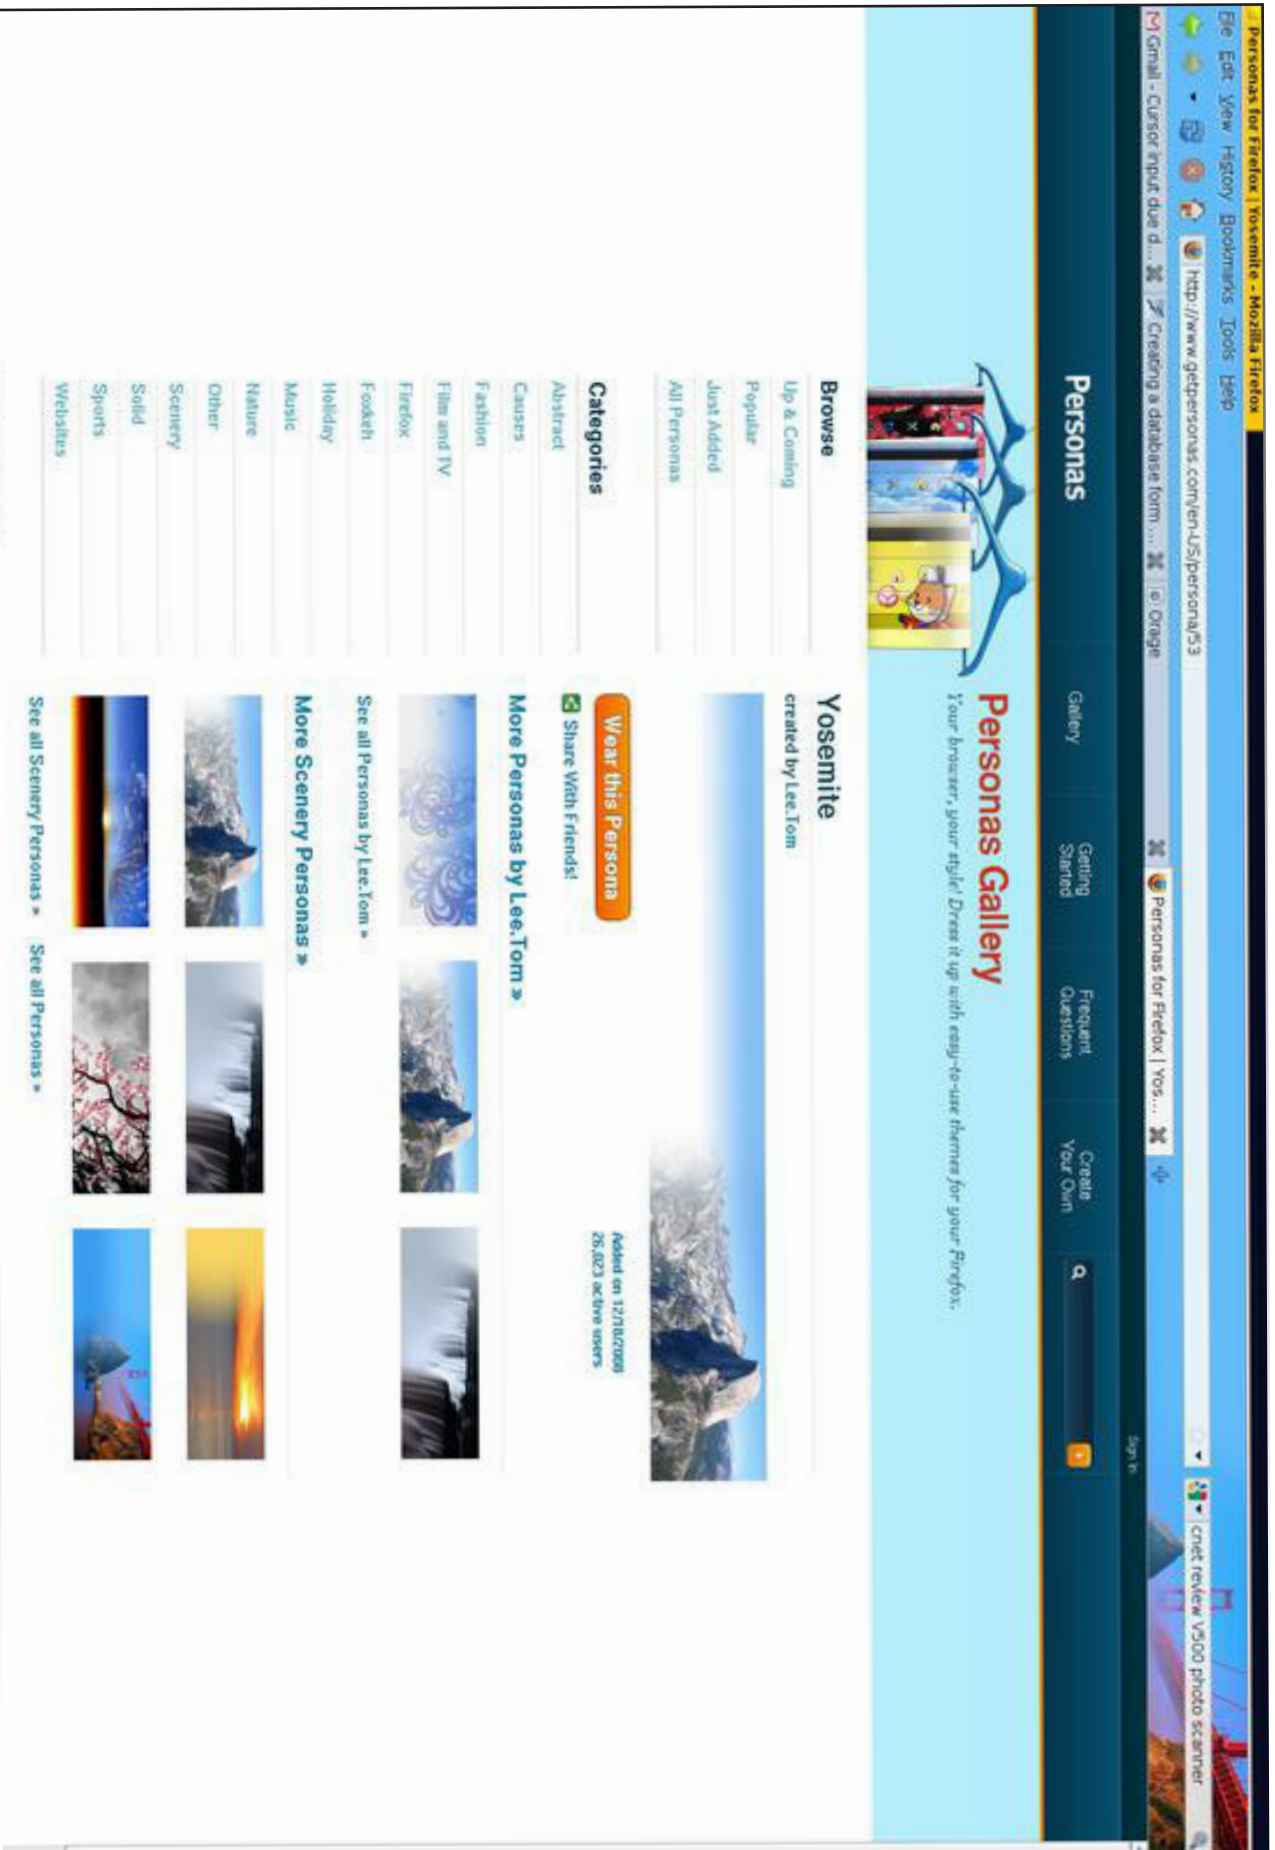 Personas for Firefox | Yosemite - Mozilla Firefox
File Edit View History Bookmarks Tools Help
http://www.getpersonas.com/en-US/persona/53
cnet review V500 photo scanner
Gmail - Cursor input due d...
Creating a database form ...
Orage
Personas for Firefox | Yos...
Sign In
Personas
Gallery
Getting
Started
Frequent
Questions
Create
Your Own
Personas Gallery
Your browser, your style! Dress it up with easy-to-use themes for your Firefox.
Browse
Up & Coming
Popular
Just Added
All Personas
Categories
Abstract
Causes
Fashion
Film and TV
Firefox
Foxkeh
Holiday
Music
Nature
Other
Scenery
Solid
Sports
Websites
Yosemite
created by Lee.Tom
Wear this Persona
Added on 12/18/2008
26,023 active users
Share With Friends!
More Personas by Lee.Tom »
See all Personas by Lee.Tom »
More Scenery Personas »
See all Scenery Personas »
See all Personas »